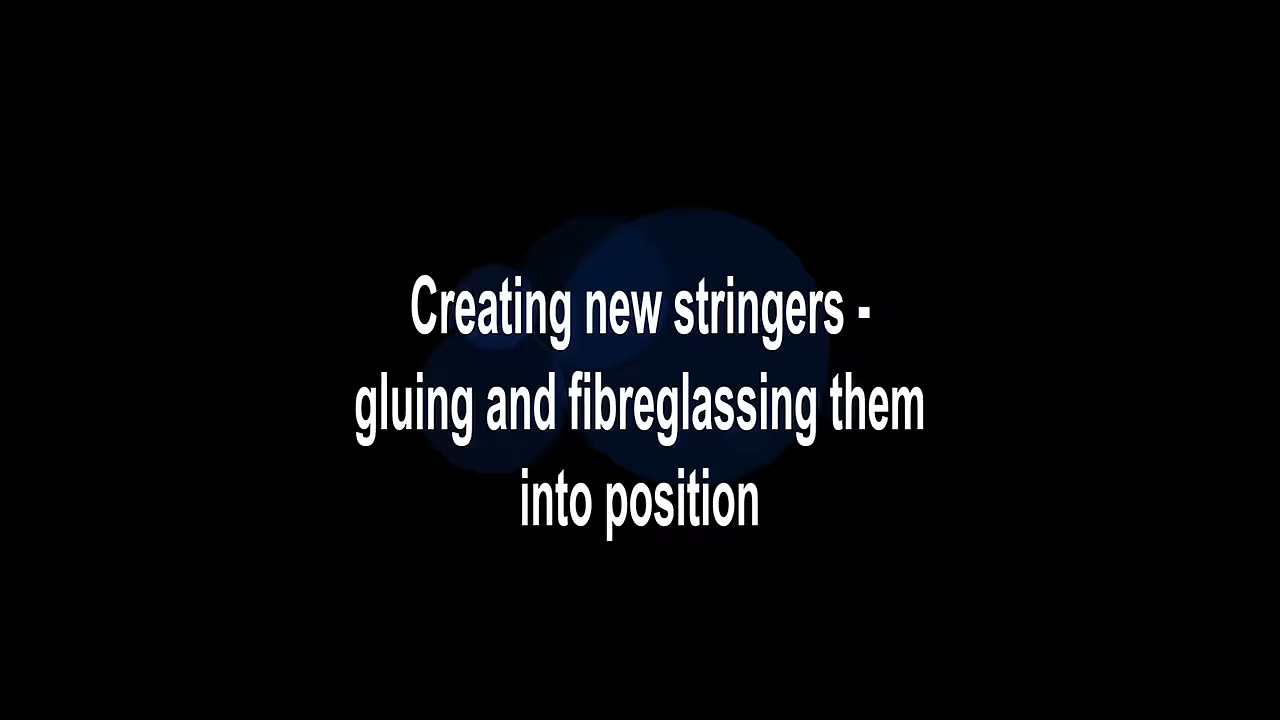 Creating new stringers -
gluing and fibreglassing them
into position